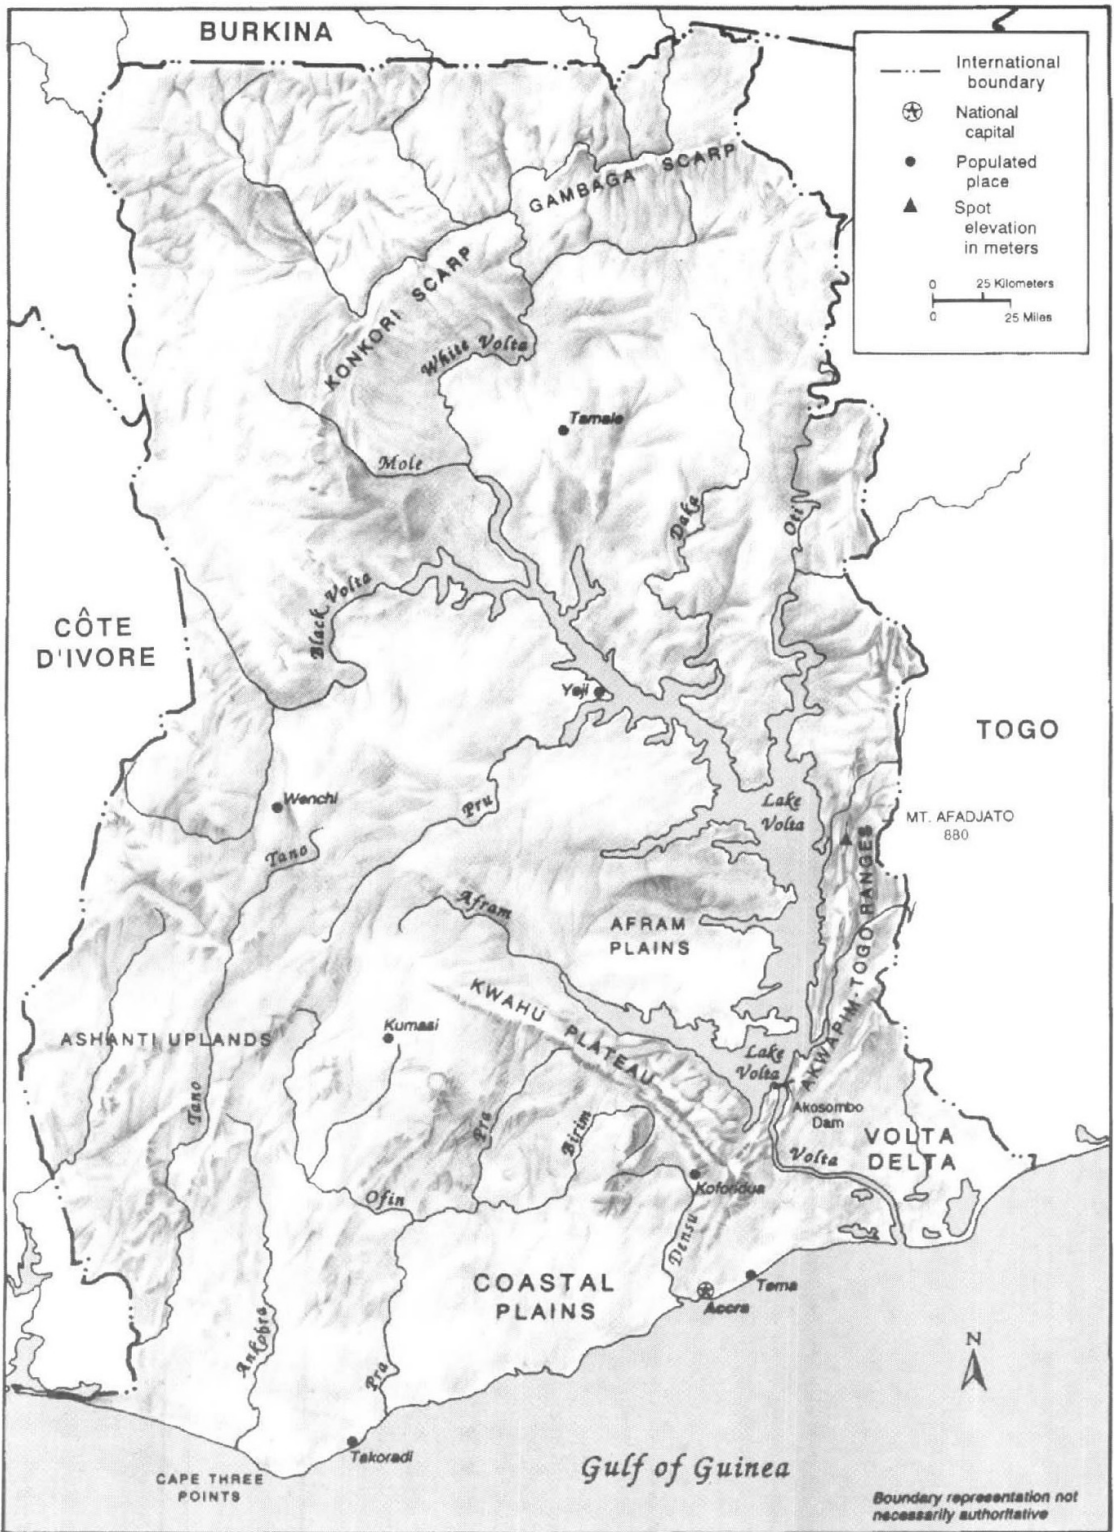 BURKINA
International
boundary
National
capital
Populated
place
Spot
elevation
in meters
0 25 Kilometers
0 25 Miles
GAMBAGA SCARP
KONKORI SCARP
White Volta
Tamale
Mole
Daka
Oti
Black Volta
CÔTE
D'IVORE
Yeji
TOGO
Wenchi
Pru
Lake
Volta
MT. AFADJATO
880
Tano
Afram
AFRAM
PLAINS
AKWAPIM-TOGO RANGES
KWAHU PLATEAU
ASHANTI UPLANDS
Kumasi
Lake
Volta
Tano
Pra
Birim
Akosombo
Dam
VOLTA
DELTA
Volta
Ofin
Koforidua
Densu
COASTAL
PLAINS
Tema
Accra
Ankobra
Pra
N
Takoradi
CAPE THREE
POINTS
Gulf of Guinea
Boundary representation not
necessarily authoritative